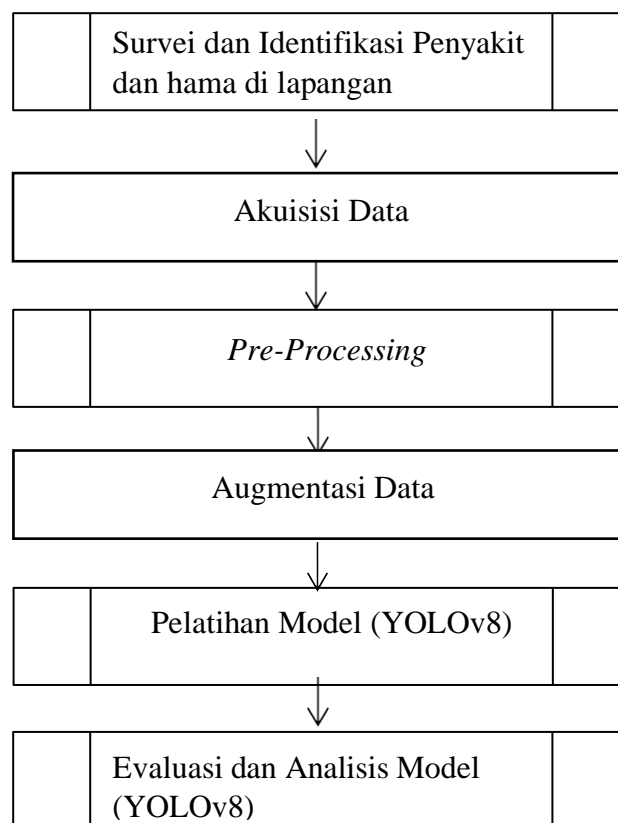 Survei dan Identifikasi Penyakit
dan hama di lapangan
Akuisisi Data
Pre-Processing
Augmentasi Data
Pelatihan Model (YOLOv8)
Evaluasi dan Analisis Model
(YOLOv8)